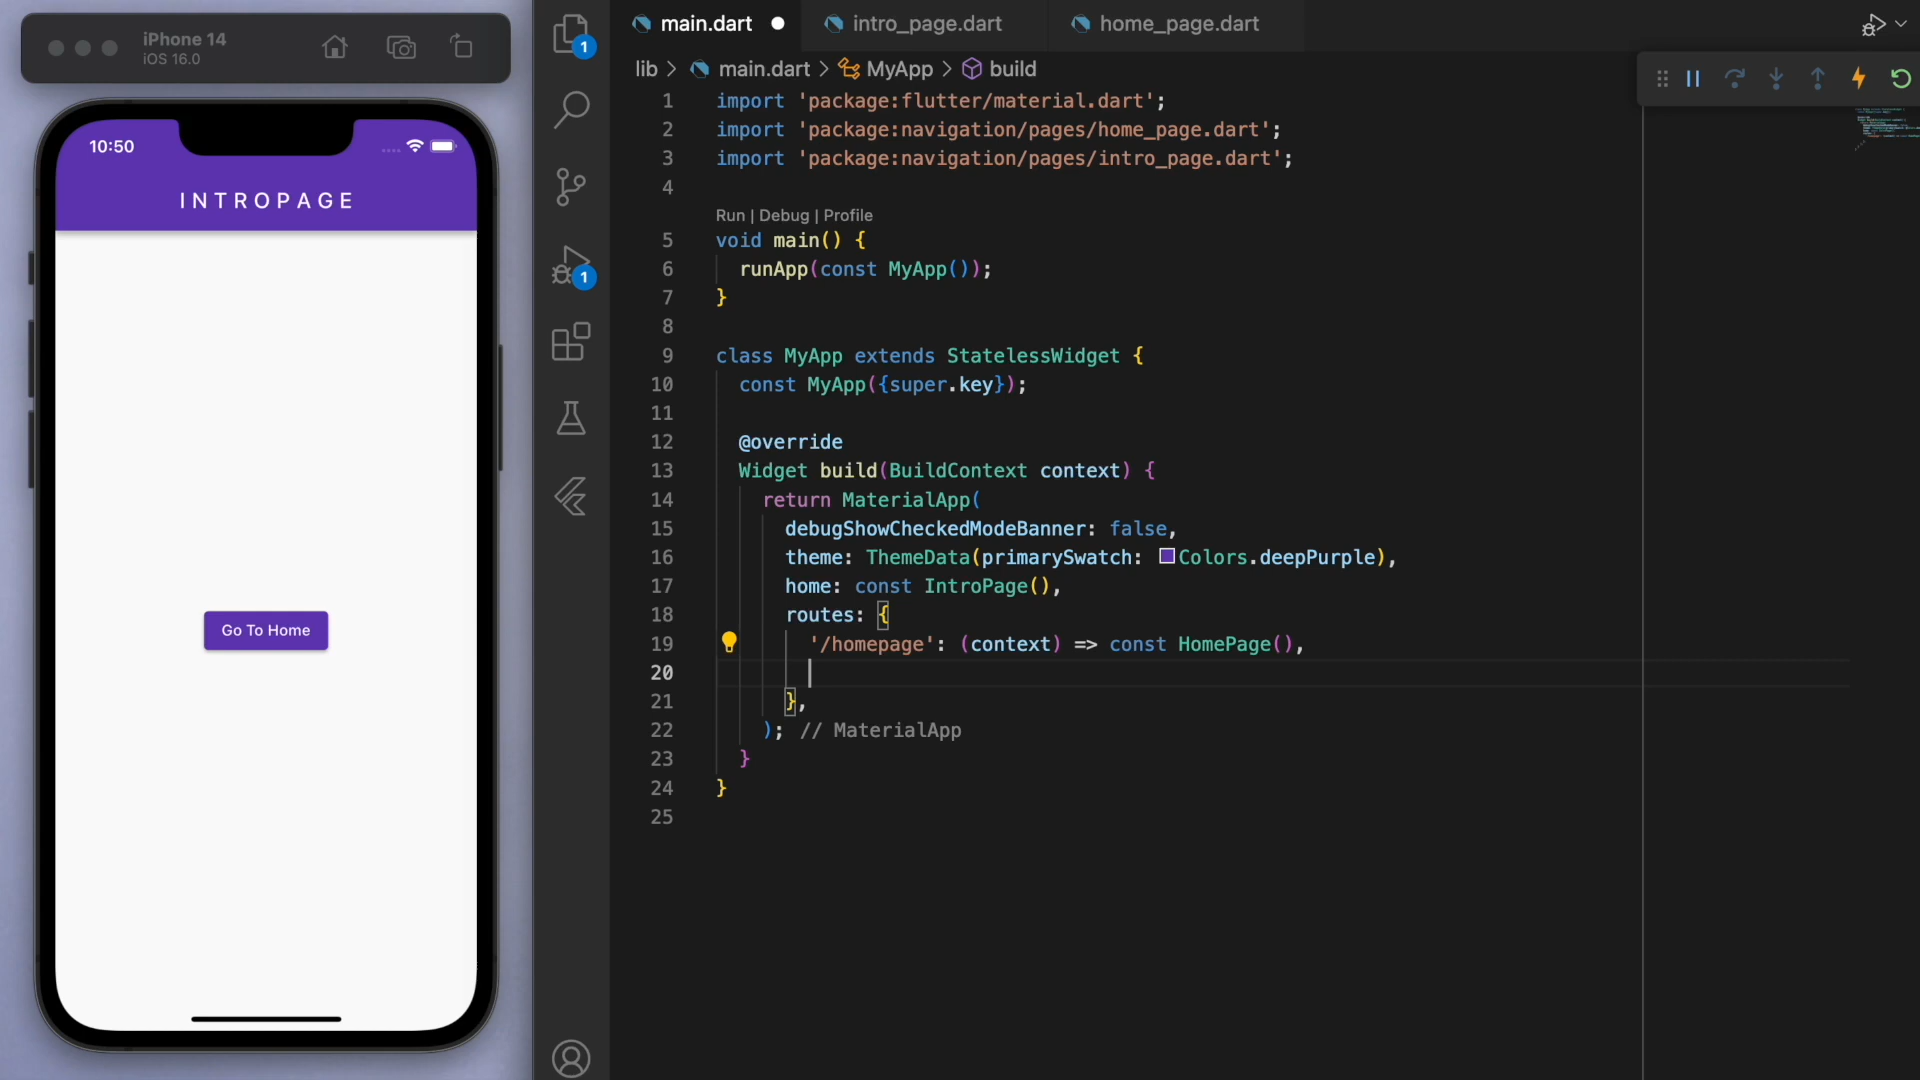 iPhone 14
iOS 16.0
10:50
INTROPAGE
Go To Home
1
1
main.dart
intro_page.dart
home_page.dart
lib > main.dart > MyApp > build
1 import 'package:flutter/material.dart';
2 import 'package:navigation/pages/home_page.dart';
3 import 'package:navigation/pages/intro_page.dart';
4
Run | Debug | Profile
5 void main() {
6 runApp(const MyApp());
7 }
8
9 class MyApp extends StatelessWidget {
10 const MyApp({super.key});
11
12 @override
13 Widget build(BuildContext context) {
14 return MaterialApp(
15 debugShowCheckedModeBanner: false,
16 theme: ThemeData(primarySwatch: Colors.deepPurple),
17 home: const IntroPage(),
18 routes: {
19 '/homepage': (context) => const HomePage(),
20
21 },
22 ); // MaterialApp
23 }
24 }
25